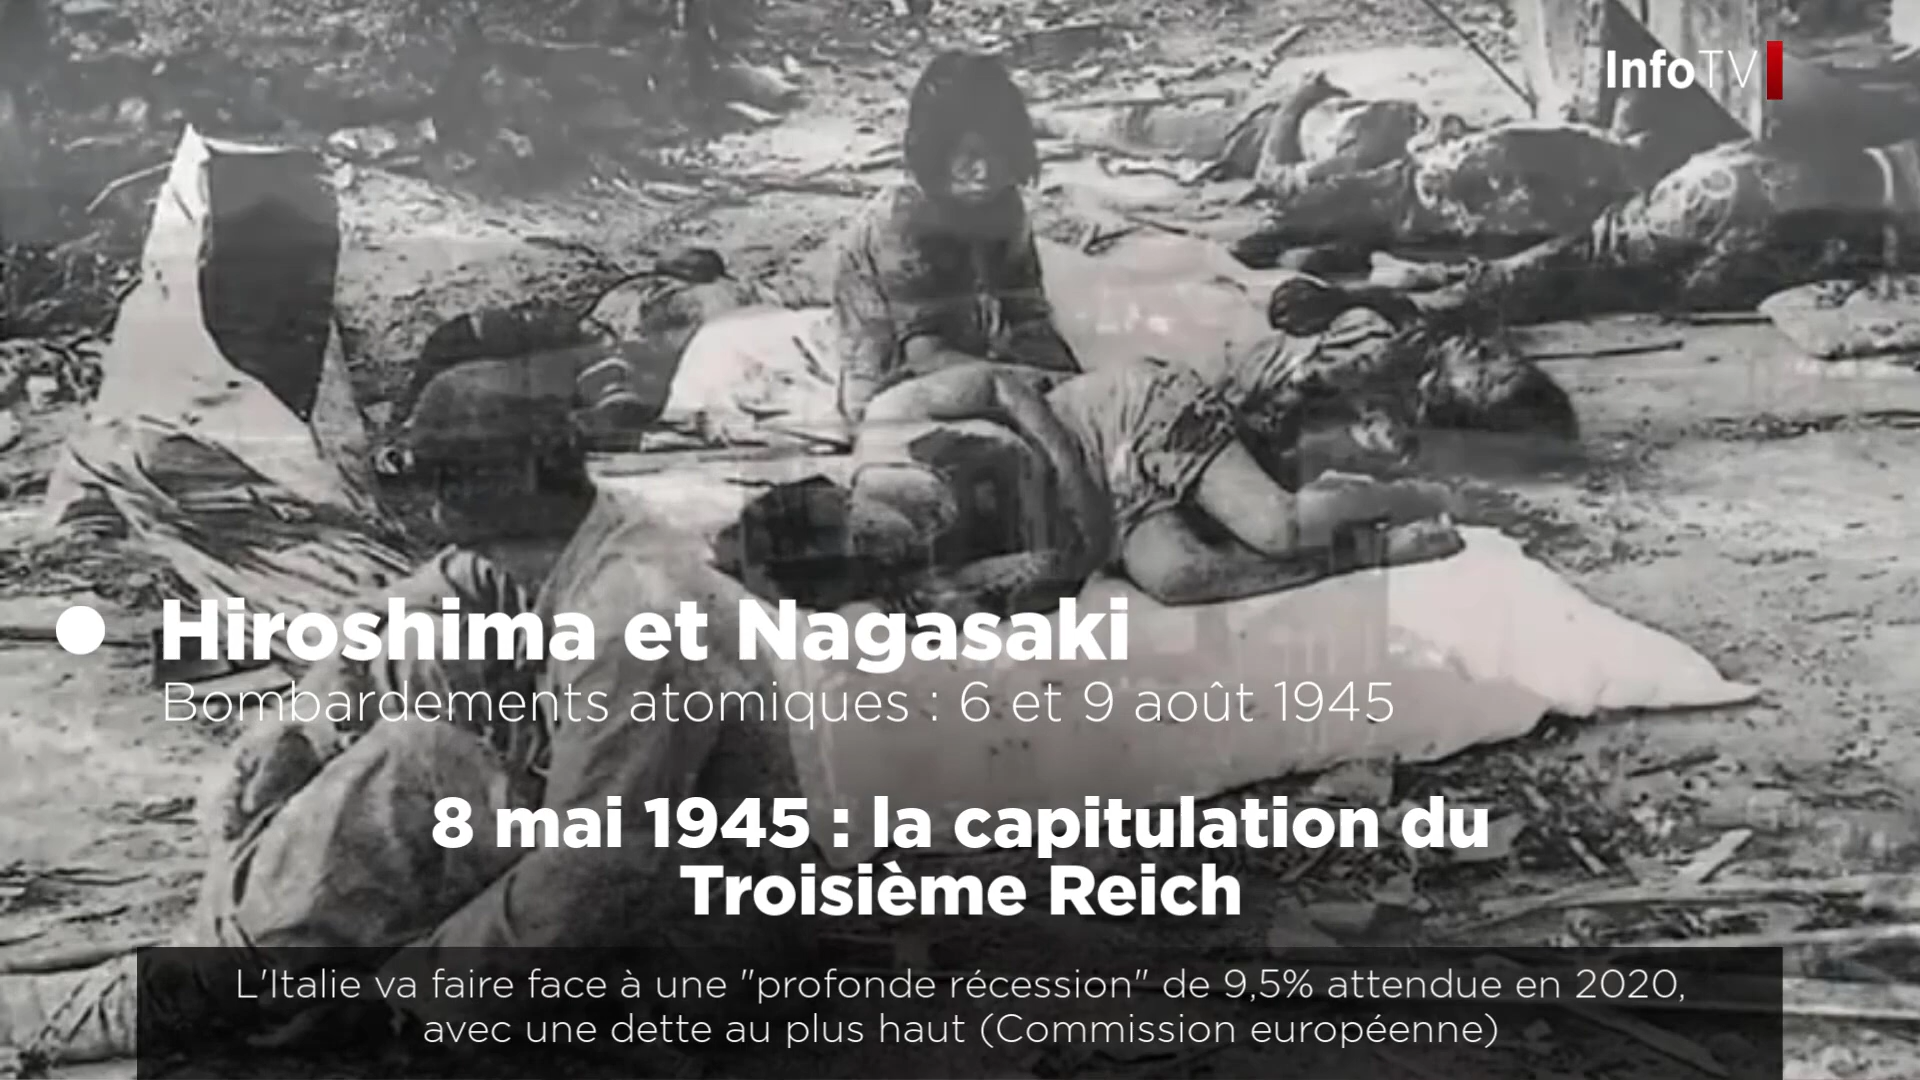 InfoTV
Hiroshima et Nagasaki
Bombardements atomiques : 6 et 9 août 1945
8 mai 1945 : la capitulation du
Troisième Reich
L'Italie va faire face à une "profonde récession" de 9,5% attendue en 2020,
avec une dette au plus haut (Commission européenne)